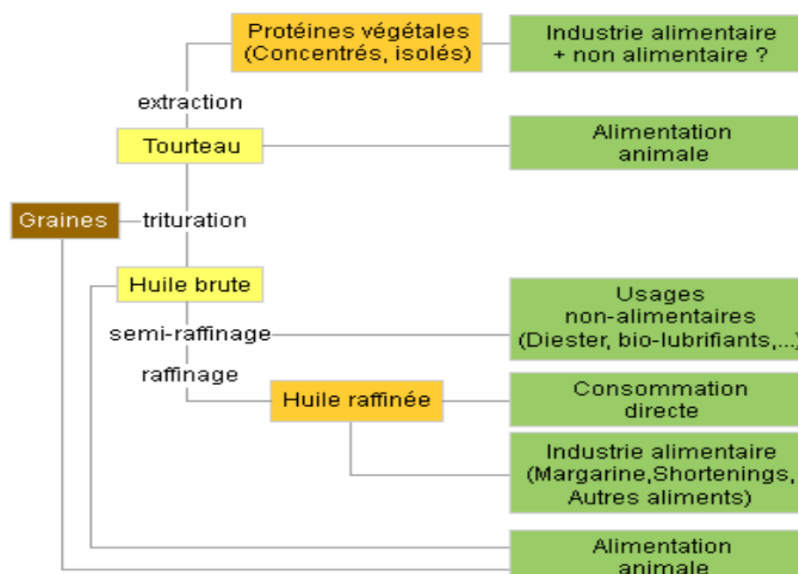 Protéines végétales
(Concentrés, isolés)
Industrie alimentaire
+ non alimentaire ?
extraction
Tourteau
Alimentation
animale
Graines
trituration
Huile brute
Usages
non-alimentaires
(Diester, bio-lubrifiants,...)
semi-raffinage
raffinage
Huile raffinée
Consommation
directe
Industrie alimentaire
(Margarine,Shortenings,
Autres aliments)
Alimentation
animale